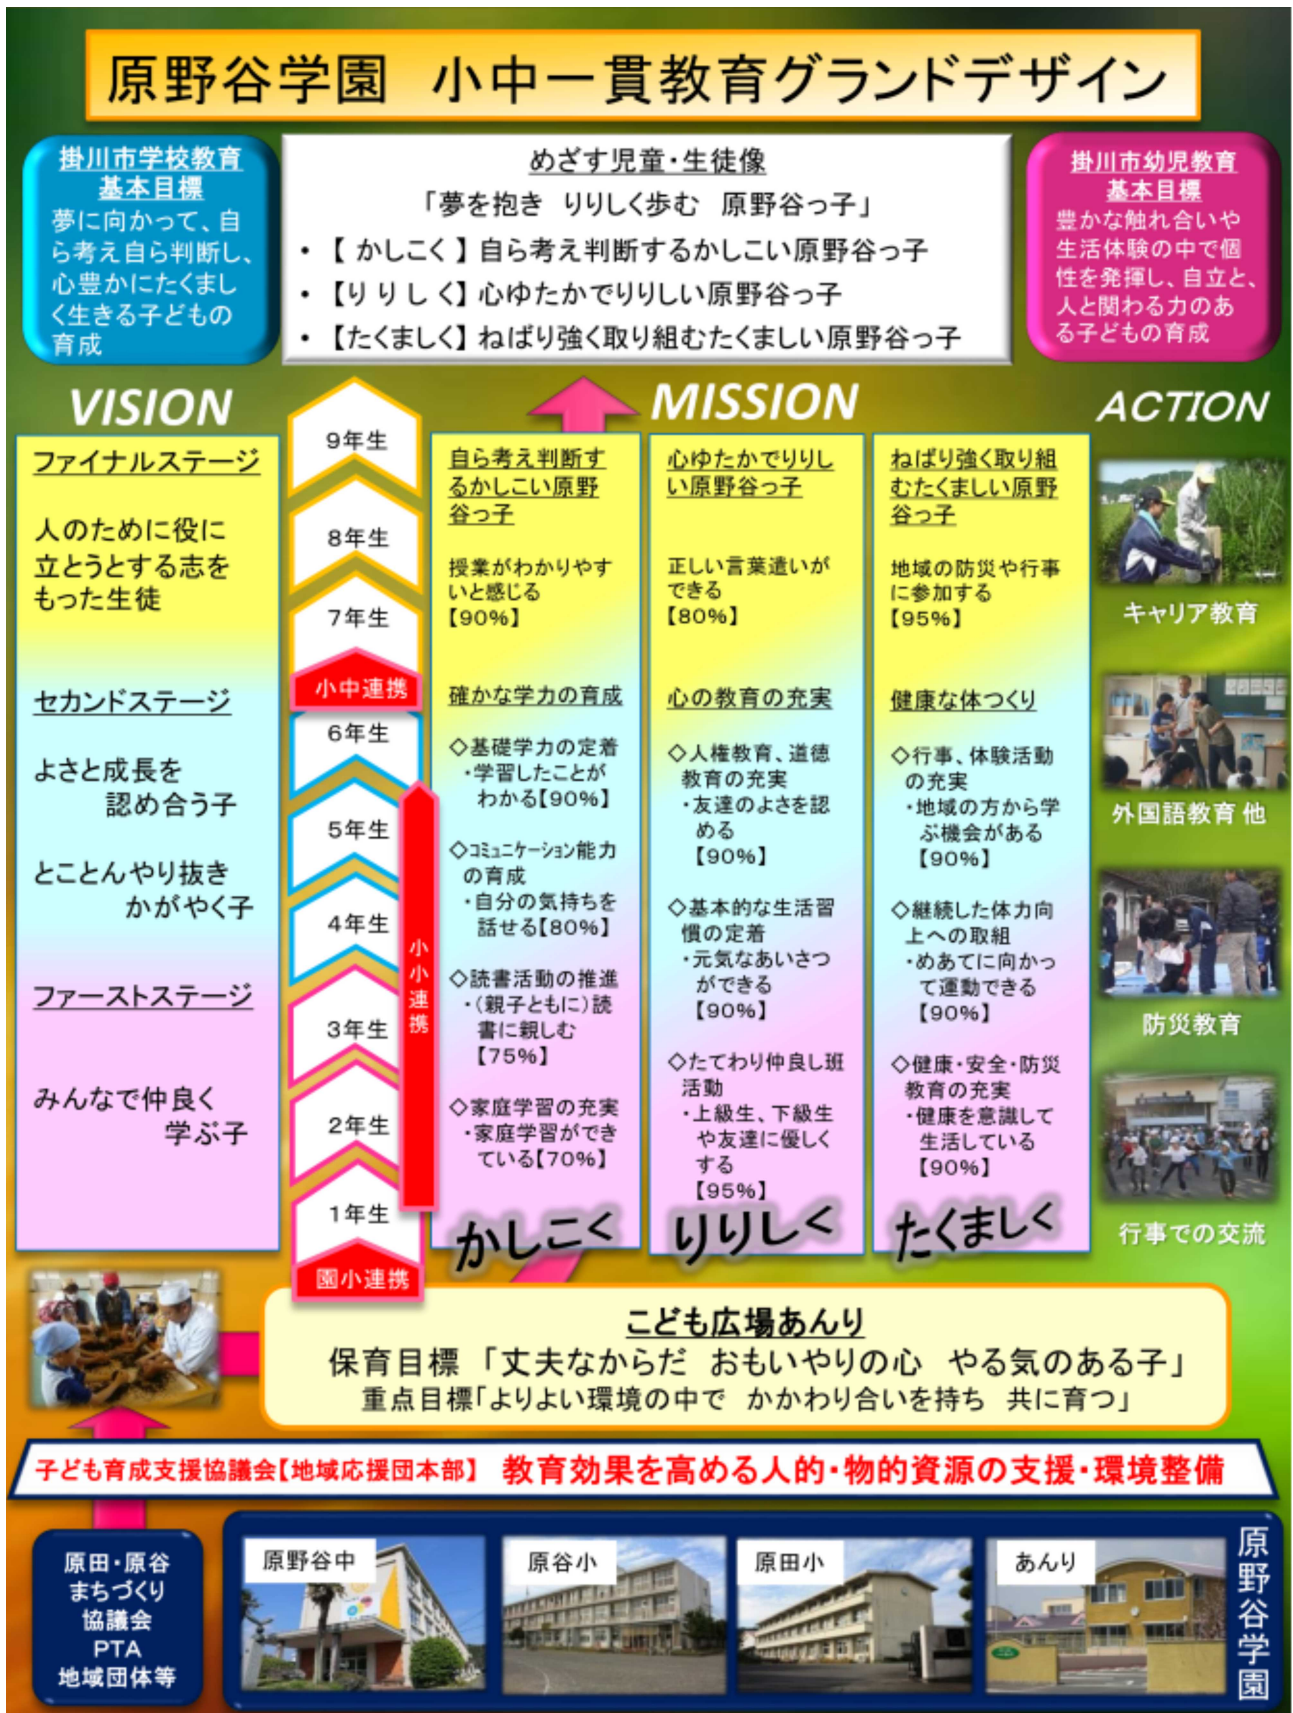 原野谷学園　小中一貫教育グランドデザイン
掛川市学校教育
基本目標
夢に向かって、自
ら考え自ら判断し、
心豊かにたくまし
く生きる子どもの
育成
めざす児童・生徒像
「夢を抱き　りりしく歩む　原野谷っ子」
・【 かしこく 】自ら考え判断するかしこい原野谷っ子
・【り り し く】心ゆたかでりりしい原野谷っ子
・【たくましく】ねばり強く取り組むたくましい原野谷っ子
掛川市幼児教育
基本目標
豊かな触れ合いや
生活体験の中で個
性を発揮し、自立と、
人と関わる力のあ
る子どもの育成
VISION
ファイナルステージ
人のために役に
立とうとする志を
もった生徒
セカンドステージ
よさと成長を
認め合う子
とことんやり抜き
かがやく子
ファーストステージ
みんなで仲良く
学ぶ子
9年生
8年生
7年生
小中連携
6年生
5年生
4年生
3年生
2年生
1年生
園小連携
小小連携
MISSION
自ら考え判断す
るかしこい原野
谷っ子
授業がわかりやす
いと感じる
【90%】
確かな学力の育成
◇基礎学力の定着
・学習したことが
わかる【90%】
◇コミュニケーション能力
の育成
・自分の気持ちを
話せる【80%】
◇読書活動の推進
・(親子ともに)読
書に親しむ
【75%】
◇家庭学習の充実
・家庭学習ができ
ている【70%】
かしこく
心ゆたかでりりし
い原野谷っ子
正しい言葉遣いが
できる
【80%】
心の教育の充実
◇人権教育、道徳
教育の充実
・友達のよさを認
める
【90%】
◇基本的な生活習
慣の定着
・元気なあいさつ
ができる
【90%】
◇たてわり仲良し班
活動
・上級生、下級生
や友達に優しく
する
【95%】
りりしく
ねばり強く取り組
むたくましい原野
谷っ子
地域の防災や行事
に参加する
【95%】
健康な体つくり
◇行事、体験活動
の充実
・地域の方から学
ぶ機会がある
【90%】
◇継続した体力向
上への取組
・めあてに向かっ
て運動できる
【90%】
◇健康・安全・防災
教育の充実
・健康を意識して
生活している
【90%】
たくましく
ACTION
キャリア教育
外国語教育 他
防災教育
行事での交流
こども広場あんり
保育目標　「丈夫なからだ　おもいやりの心　やる気のある子」
重点目標「よりよい環境の中で　かかわり合いを持ち　共に育つ」
子ども育成支援協議会【地域応援団本部】　教育効果を高める人的・物的資源の支援・環境整備
原田・原谷
まちづくり
協議会
PTA
地域団体等
原野谷中
原谷小
原田小
あんり
原野谷学園